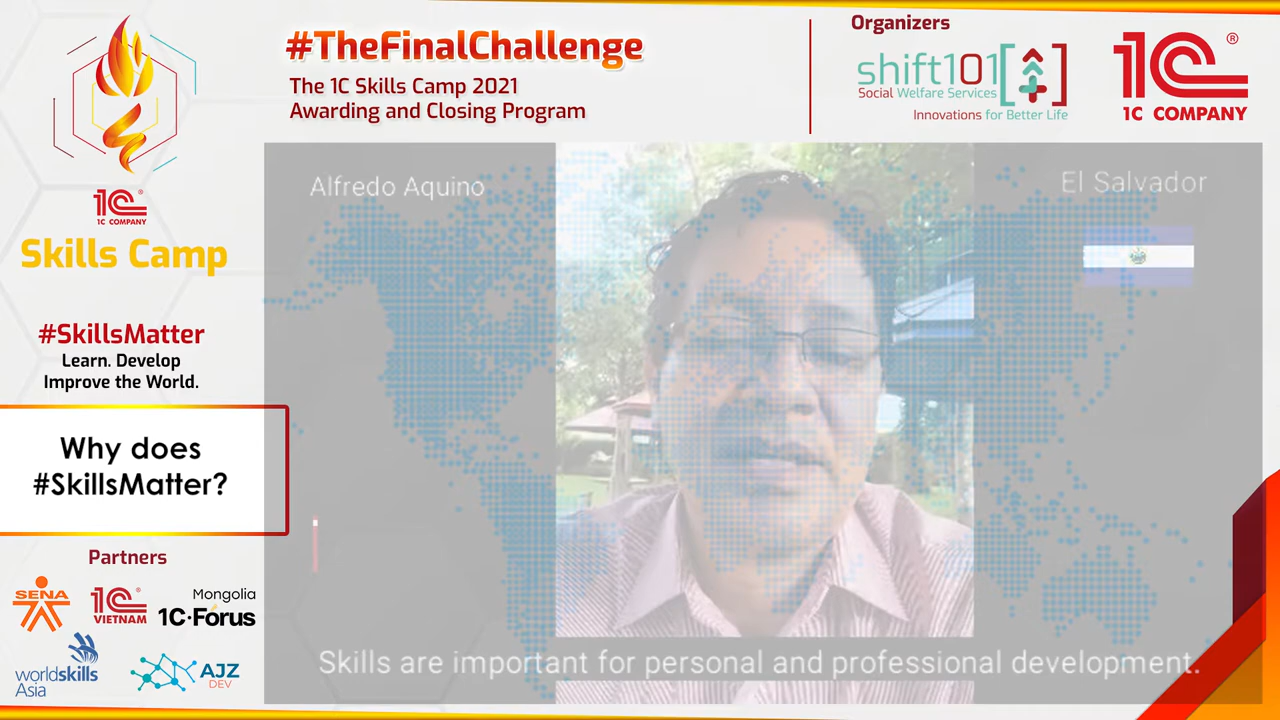 #TheFinalChallenge
The 1C Skills Camp 2021
Awarding and Closing Program
Organizers
shift101
Social Welfare Services
Innovations for Better Life
1C ®
1C COMPANY
1C ®
1C COMPANY
Skills Camp
#SkillsMatter
Learn. Develop
Improve the World.
Why does
#SkillsMatter?
Partners
SENA
1C ®
VIETNAM
Mongolia
1C·Fórus
worldskills
Asia
AJZ
DEV
Alfredo Aquino
El Salvador
Skills are important for personal and professional development.